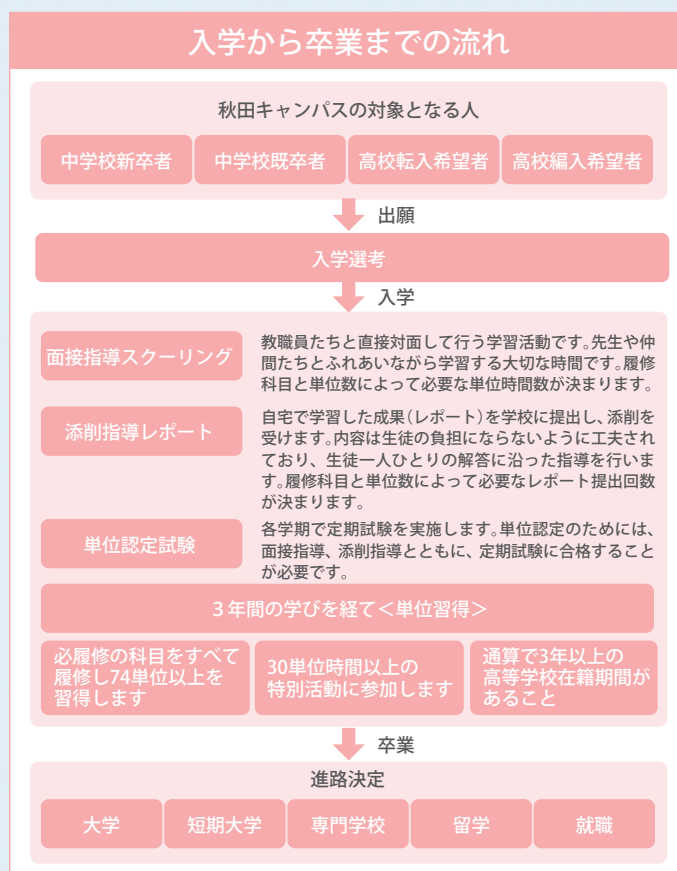 入学から卒業までの流れ
秋田キャンパスの対象となる人
中学校新卒者
中学校既卒者
高校転入希望者
高校編入希望者
出願
入学選考
入学
面接指導スクーリング
教職員たちと直接対面して行う学習活動です。先生や仲
間たちとふれあいながら学習する大切な時間です。履修
科目と単位数によって必要な単位時間数が決まります。
添削指導レポート
自宅で学習した成果(レポート)を学校に提出し、添削を
受けます。内容は生徒の負担にならないように工夫され
ており、生徒一人ひとりの解答に沿った指導を行いま
す。履修科目と単位数によって必要なレポート提出回数
が決まります。
単位認定試験
各学期で定期試験を実施します。単位認定のためには、
面接指導、添削指導とともに、定期試験に合格すること
が必要です。
3年間の学びを経て<単位習得>
必履修の科目をすべて
履修し74単位以上を
習得します
30単位時間以上の
特別活動に参加します
通算で3年以上の
高等学校在籍期間が
あること
卒業
進路決定
大学
短期大学
専門学校
留学
就職